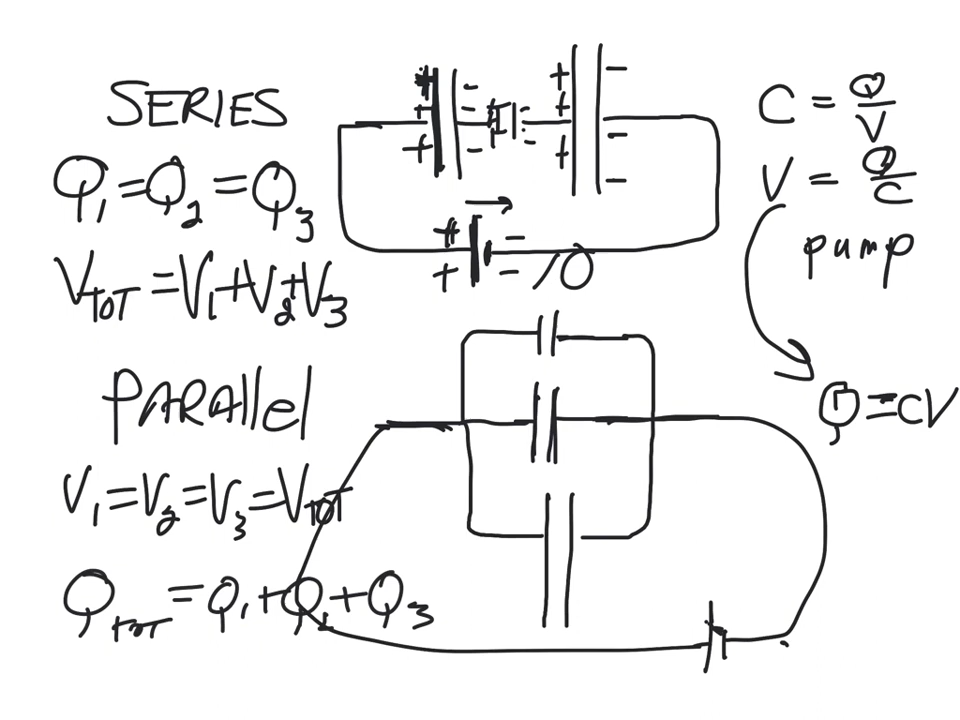 SERIES
Q1 = Q2 = Q3
VTOT = V1 + V2 + V3
PARAllel
V1 = V2 = V3 = VTOT
Qtot = Q1 + Q2 + Q3
10
C = Q/V
V = Q/C
pump
Q = CV